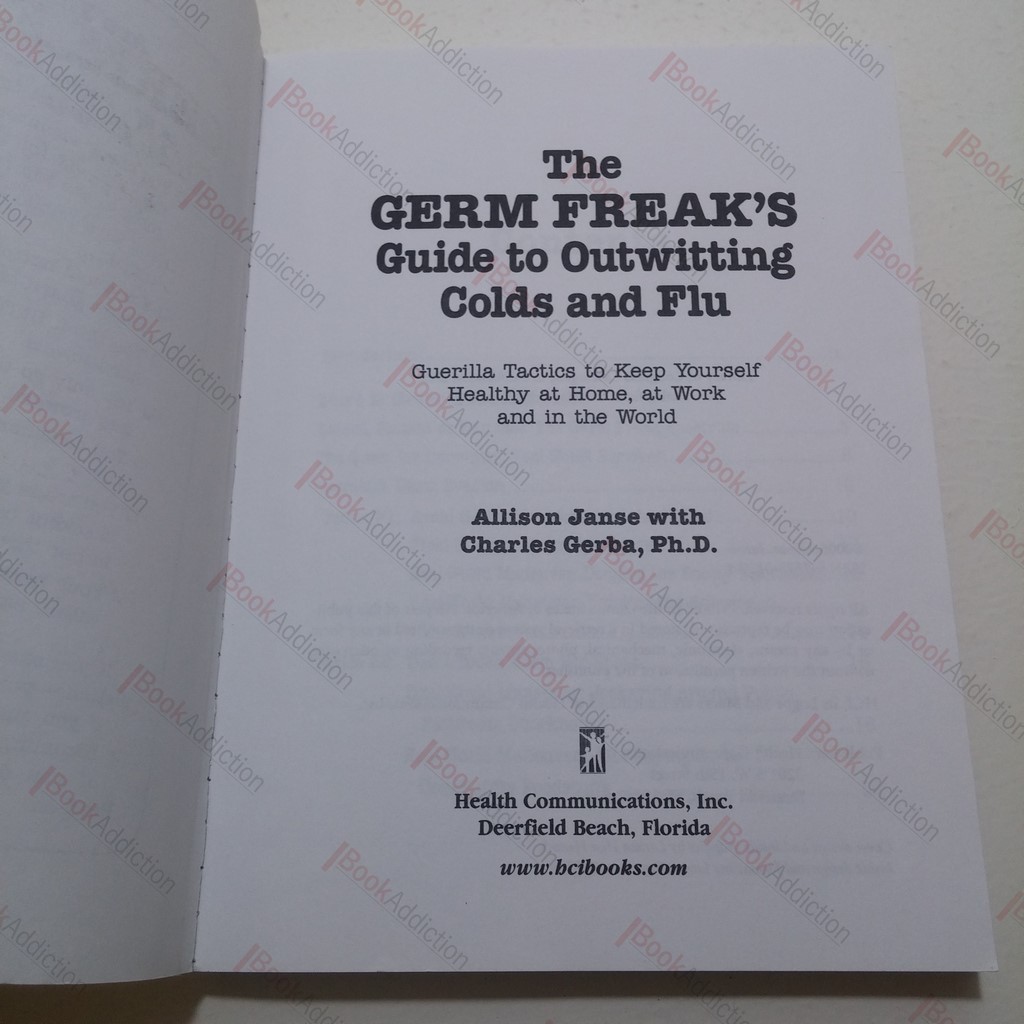 The
GERM FREAK'S
Guide to Outwitting
Colds and Flu
Guerilla Tactics to Keep Yourself
Healthy at Home, at Work
and in the World
Allison Janse with
Charles Gerba, Ph.D.
Health Communications, Inc.
Deerfield Beach, Florida
www.hcibooks.com
BookAddiction